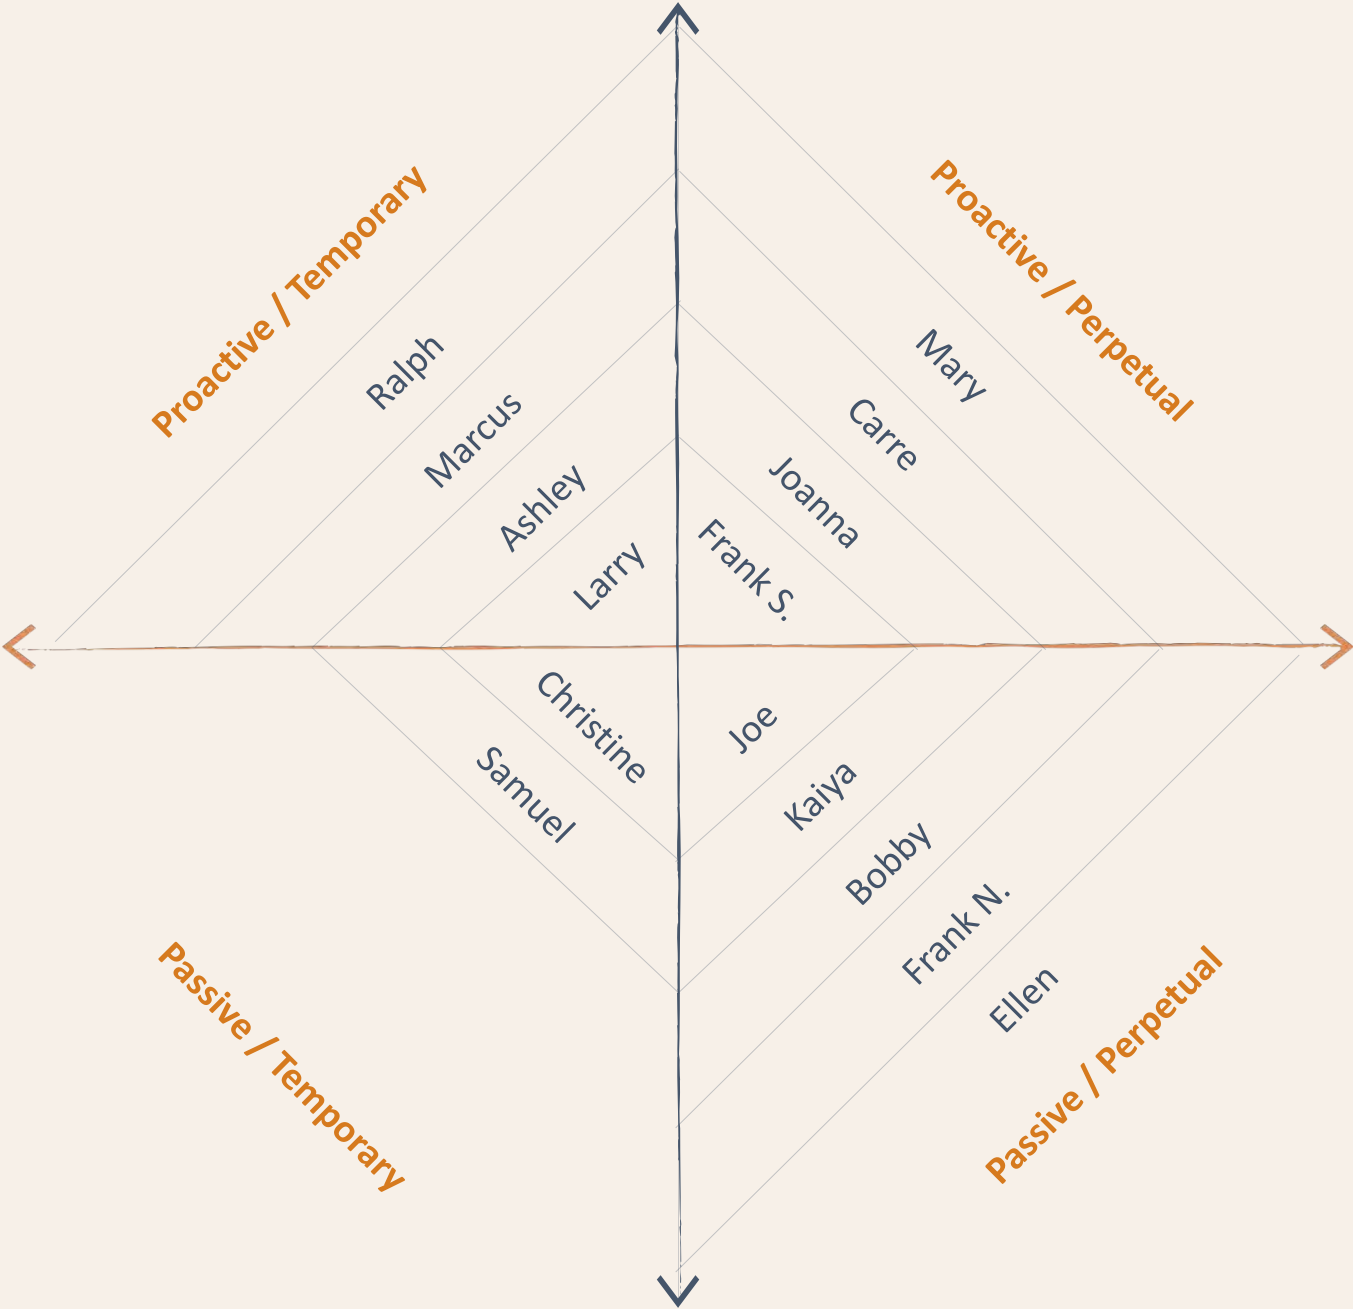 Proactive / Temporary
Ralph
Marcus
Ashley
Larry
Proactive / Perpetual
Mary
Carre
Joanna
Frank S.
Christine
Samuel
Passive / Temporary
Joe
Kaiya
Bobby
Frank N.
Ellen
Passive / Perpetual